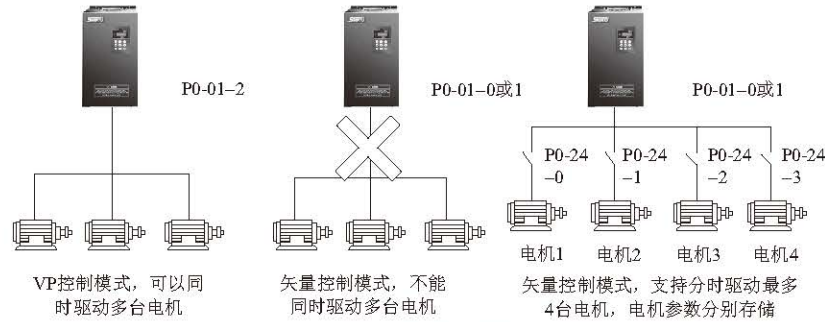 P0-01–2
P0-01–0或1
P0-01–0或1
P0-24
–0
P0-24
–1
P0-24
–2
P0-24
–3
电机1
电机2
电机3
电机4
VP控制模式，可以同
时驱动多台电机
矢量控制模式，不能
同时驱动多台电机
矢量控制模式，支持分时驱动最多
4台电机，电机参数分别存储